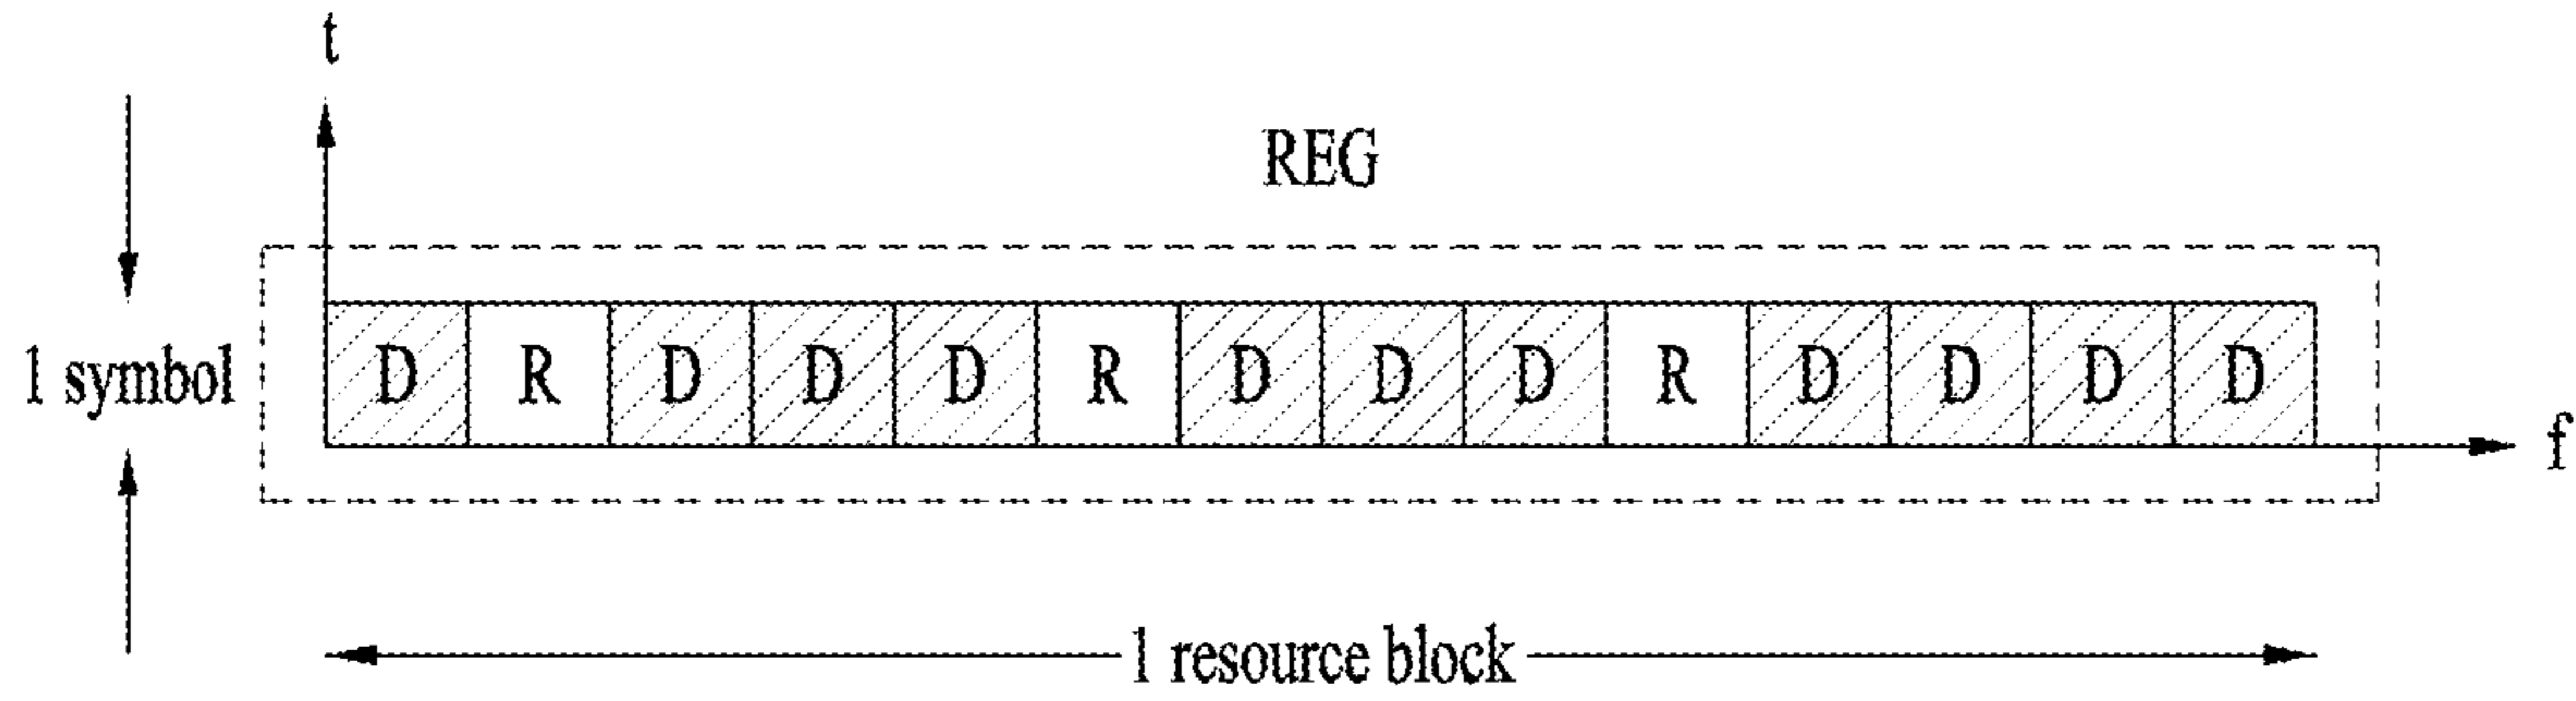 t
REG
1 symbol
D R D D D R D D D R D D D D
f
1 resource block